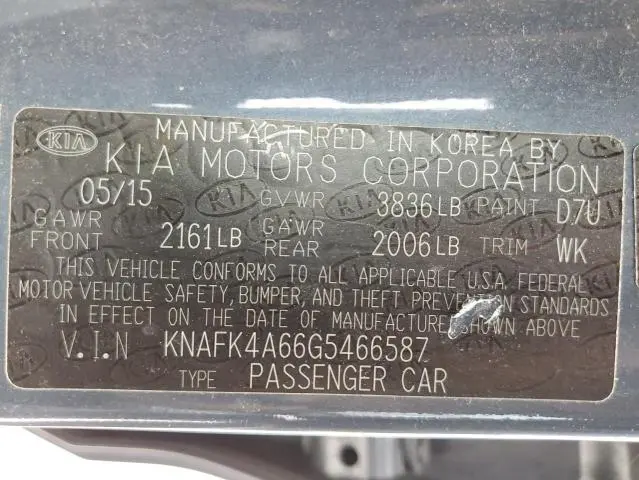 MANUFACTURED IN KOREA BY
KIA KIA MOTORS CORPORATION
05/15 GVWR 3836LB PAINT D7U
GAWR FRONT 2161LB GAWR REAR 2006LB TRIM WK
THIS VEHICLE CONFORMS TO ALL APPLICABLE U.S.A. FEDERAL
MOTOR VEHICLE SAFETY, BUMPER, AND THEFT PREVENTION STANDARDS
IN EFFECT ON THE DATE OF MANUFACTURE SHOWN ABOVE
V.I.N KNAFK4A66G5466587
TYPE PASSENGER CAR